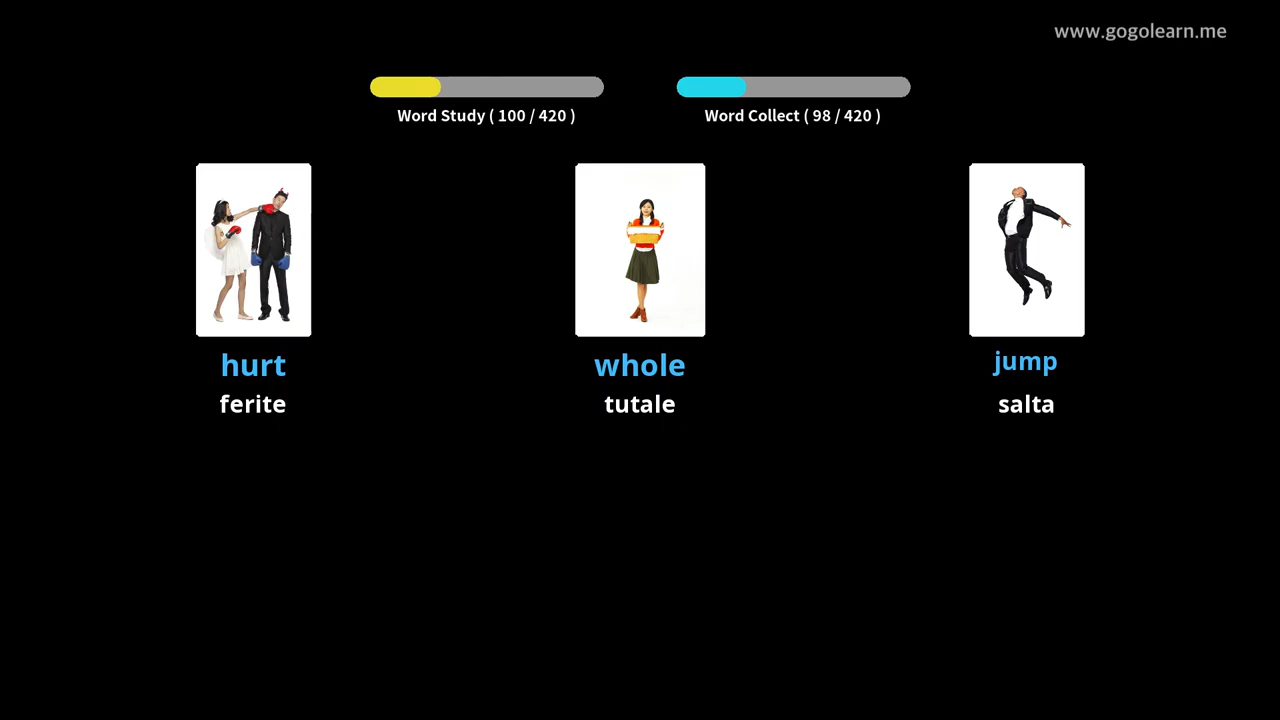 www.gogolearn.me
Word Study ( 100 / 420 )
Word Collect ( 98 / 420 )
hurt
ferite
whole
tutale
jump
salta